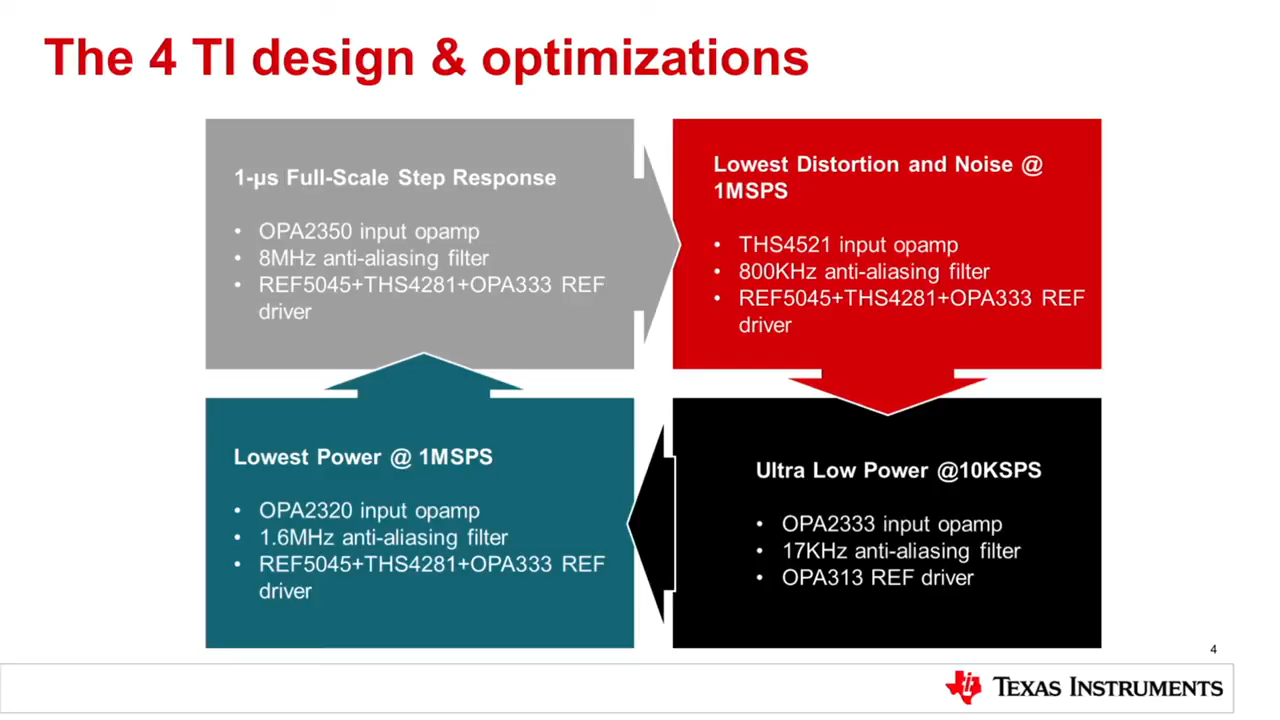 The 4 TI design & optimizations
1-µs Full-Scale Step Response
• OPA2350 input opamp
• 8MHz anti-aliasing filter
• REF5045+THS4281+OPA333 REF
driver
Lowest Distortion and Noise @
1MSPS
• THS4521 input opamp
• 800KHz anti-aliasing filter
• REF5045+THS4281+OPA333 REF
driver
Lowest Power @ 1MSPS
• OPA2320 input opamp
• 1.6MHz anti-aliasing filter
• REF5045+THS4281+OPA333 REF
driver
Ultra Low Power @10KSPS
• OPA2333 input opamp
• 17KHz anti-aliasing filter
• OPA313 REF driver
4
TEXAS INSTRUMENTS